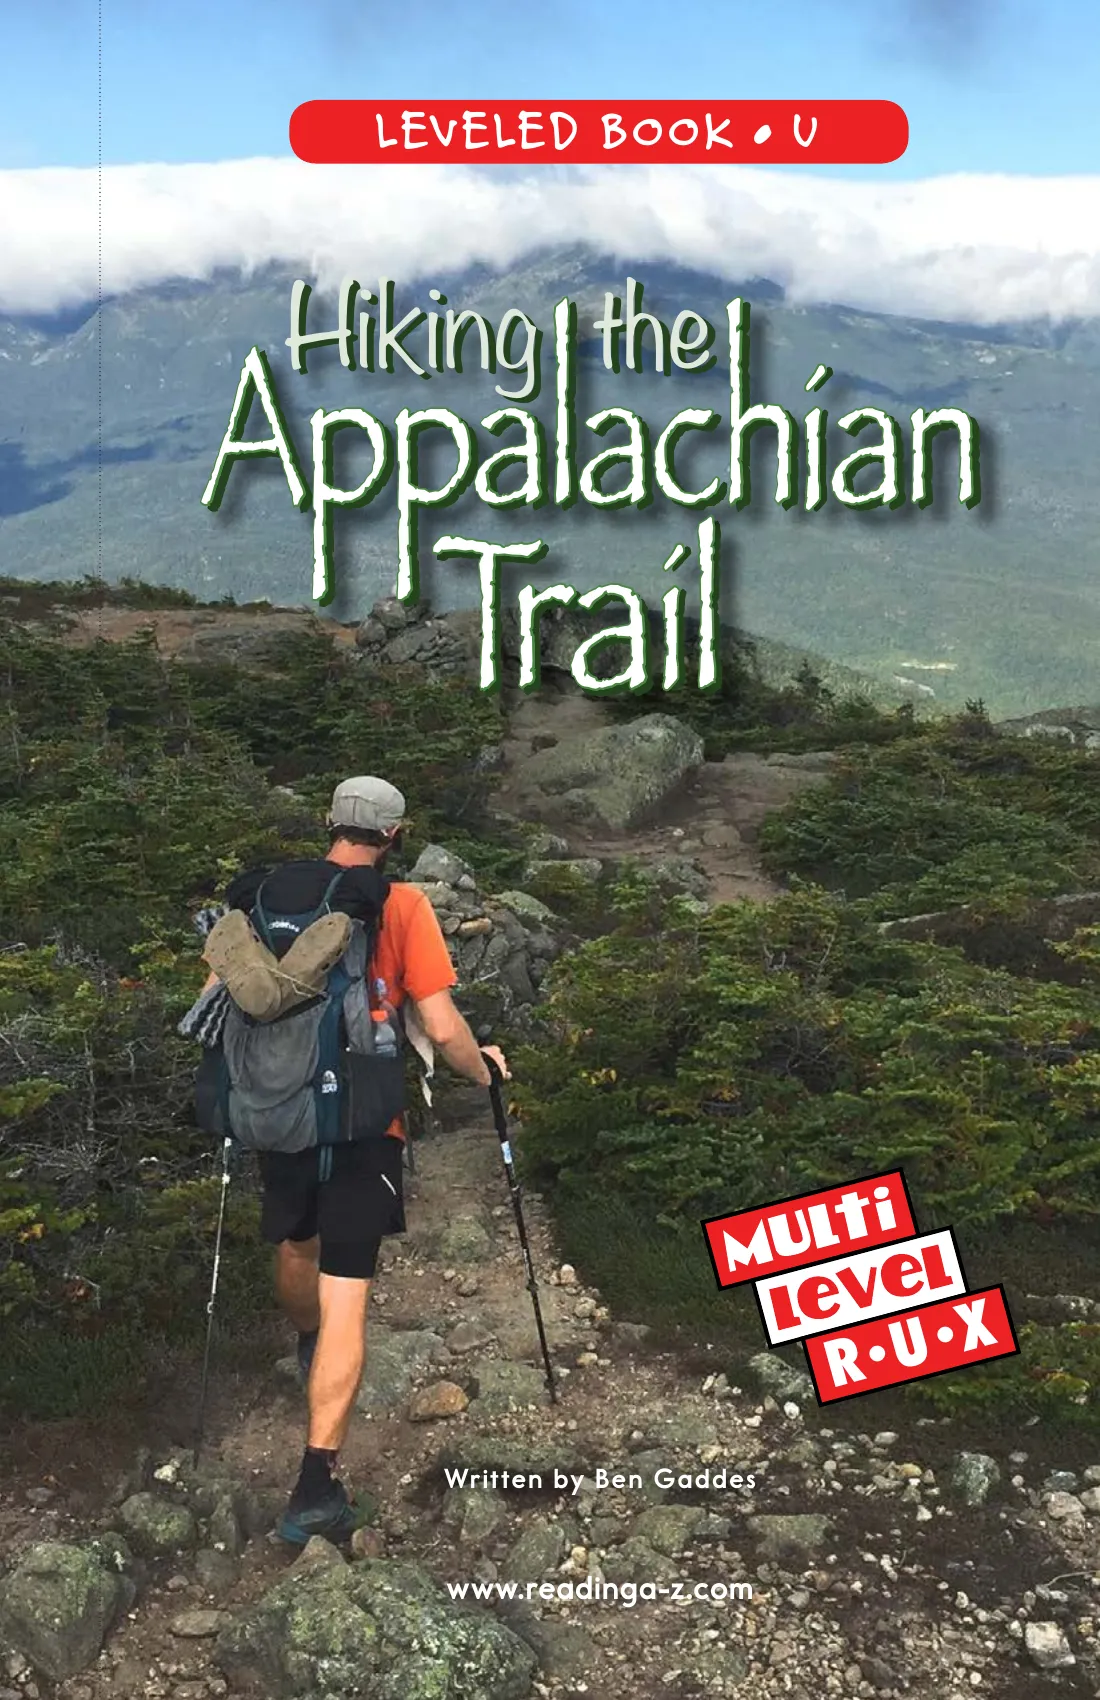 LEVELED BOOK • U
Hiking the
Appalachian
Trail
MULTI
LEVEL
R•U•X
Written by Ben Gaddes
www.readinga-z.com